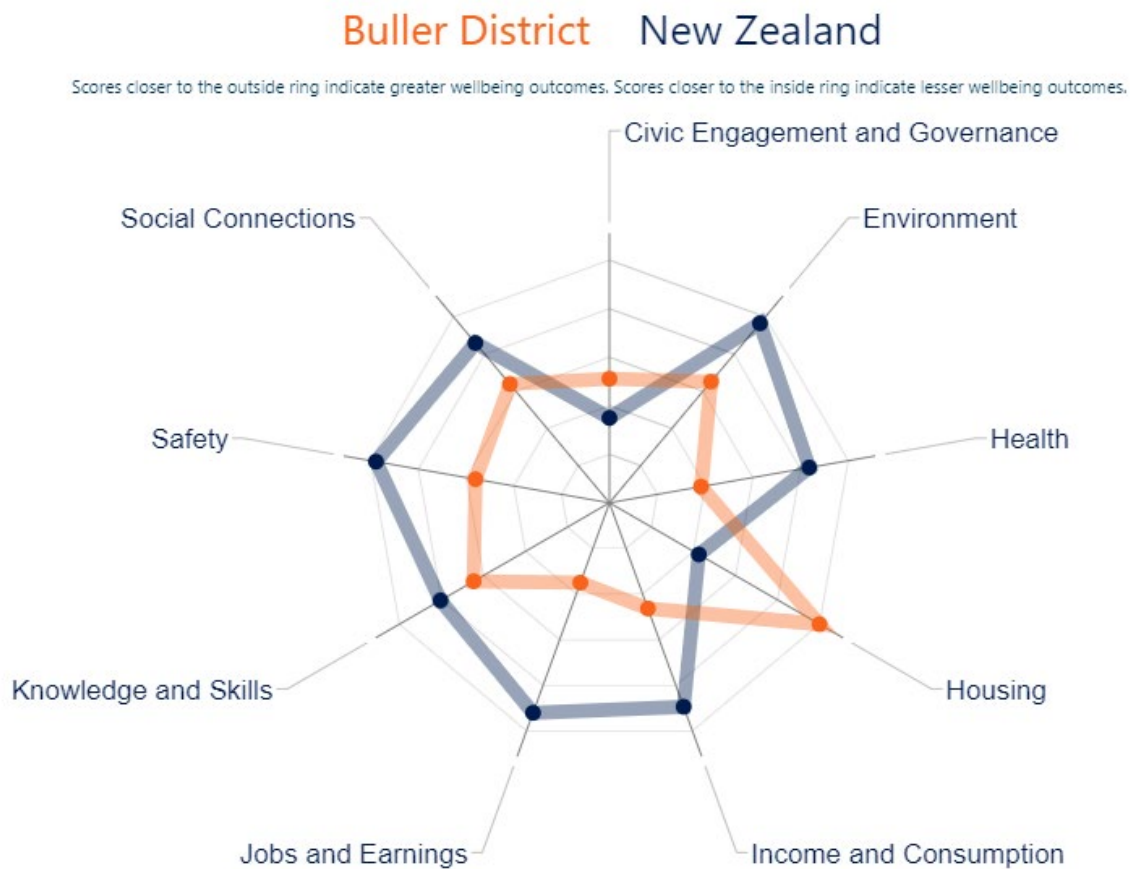 Buller District New Zealand
Scores closer to the outside ring indicate greater wellbeing outcomes. Scores closer to the inside ring indicate lesser wellbeing outcomes.
Civic Engagement and Governance
Social Connections
Environment
Safety
Health
Knowledge and Skills
Housing
Jobs and Earnings
Income and Consumption